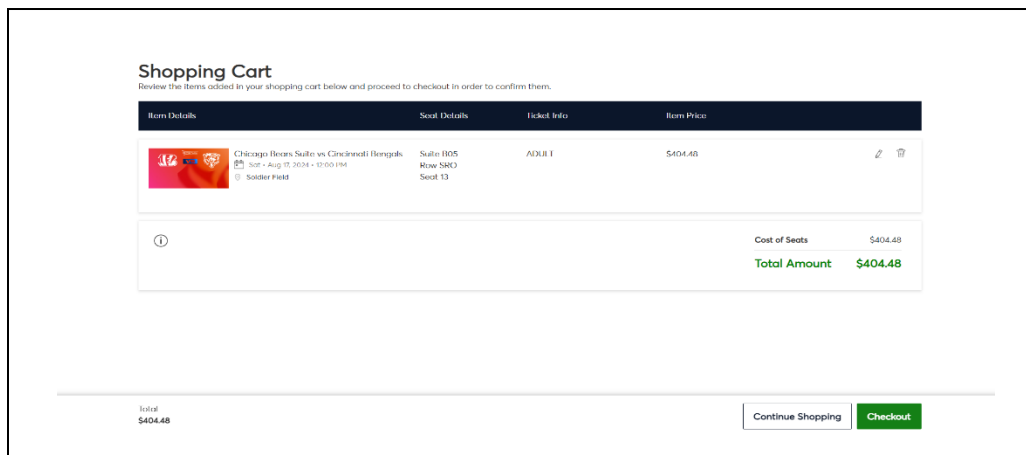 Shopping Cart
Review the items added in your shopping cart below and proceed to checkout in order to confirm them.
Item Details Seat Details Ticket Info Item Price
Chicago Bears Suite vs Cincinnati Bengals Suite B05 ADULT $404.48
Sat • Aug 17, 2024 • 12:00 PM Row SRO
Soldier Field Seat 13
Cost of Seats $404.48
Total Amount $404.48
Total
$404.48
Continue Shopping Checkout